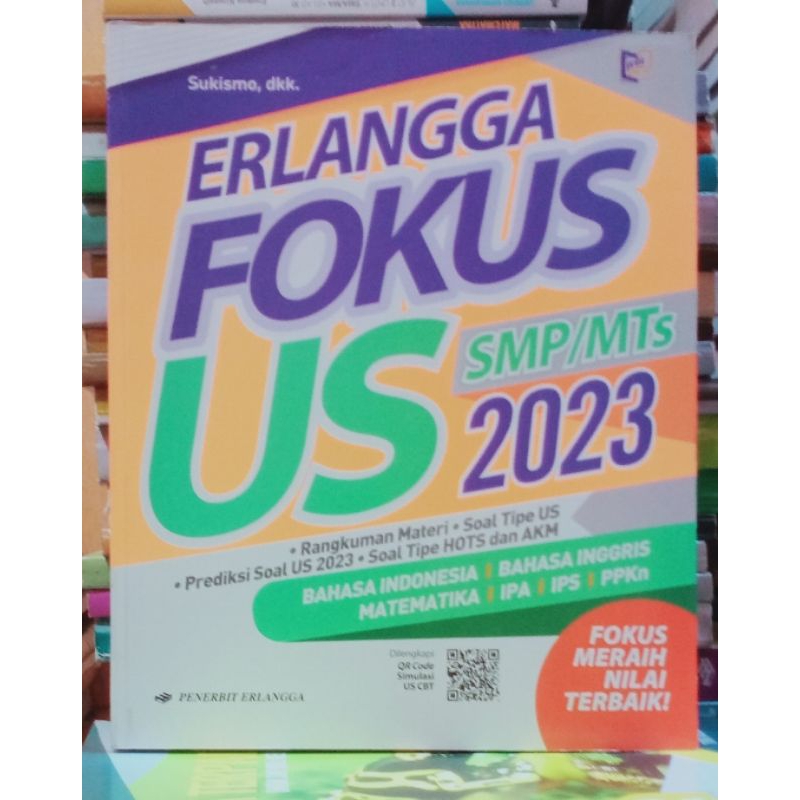 MATEMATIKA
Sukismo, dkk.
ERLANGGA
FOKUS
US
SMP/MTs
2023
• Rangkuman Materi • Soal Tipe US
• Prediksi Soal US 2023 • Soal Tipe HOTS dan AKM
BAHASA INDONESIA | BAHASA INGGRIS
MATEMATIKA | IPA | IPS | PPKn
Dilengkapi
QR Code
Simulasi
US CBT
FOKUS
MERAIH
NILAI
TERBAIK!
PENERBIT ERLANGGA